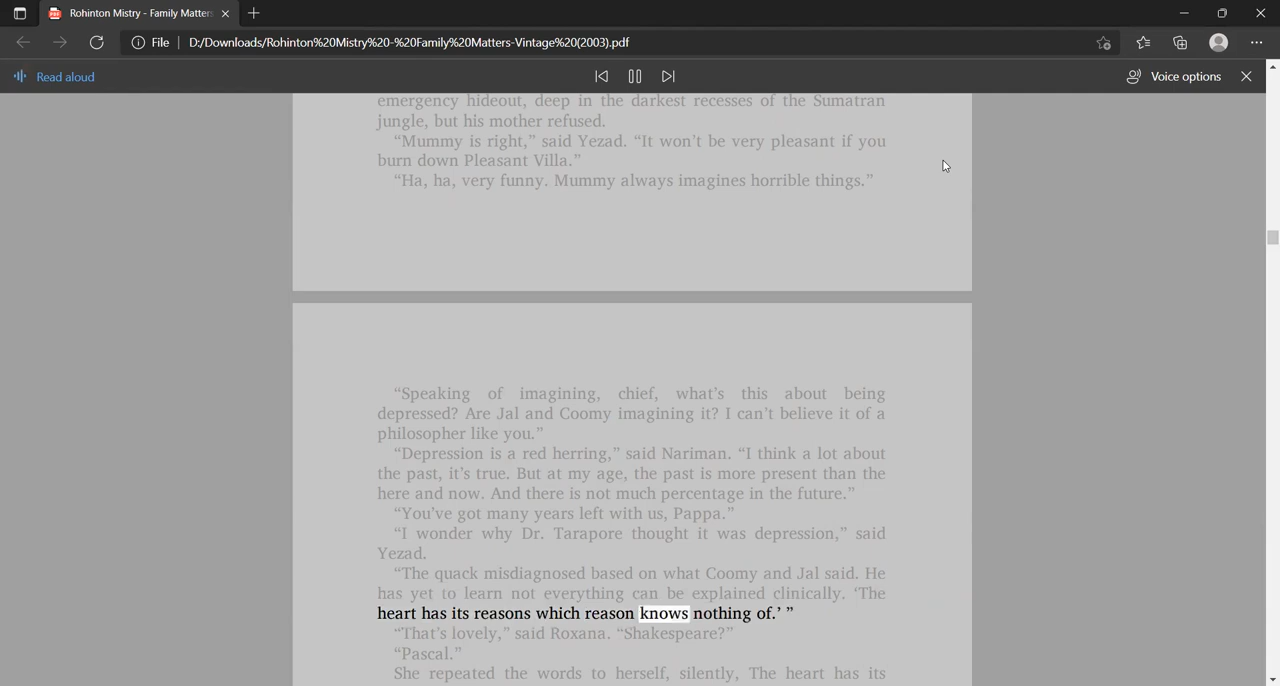 Rohinton Mistry - Family Matters
File
D:/Downloads/Rohinton%20Mistry%20-%20Family%20Matters-Vintage%20(2003).pdf
Read aloud
Voice options
emergency hideout, deep in the darkest recesses of the Sumatran
jungle, but his mother refused.
“Mummy is right,” said Yezad. “It won’t be very pleasant if you
burn down Pleasant Villa.”
“Ha, ha, very funny. Mummy always imagines horrible things.”
“Speaking of imagining, chief, what’s this about being
depressed? Are Jal and Coomy imagining it? I can’t believe it of a
philosopher like you.”
“Depression is a red herring,” said Nariman. “I think a lot about
the past, it’s true. But at my age, the past is more present than the
here and now. And there is not much percentage in the future.”
“You’ve got many years left with us, Pappa.”
“I wonder why Dr. Tarapore thought it was depression,” said
Yezad.
“The quack misdiagnosed based on what Coomy and Jal said. He
has yet to learn not everything can be explained clinically. ‘The
heart has its reasons which reason knows nothing of.’ ”
“That’s lovely,” said Roxana. “Shakespeare?”
“Pascal.”
She repeated the words to herself, silently, The heart has its